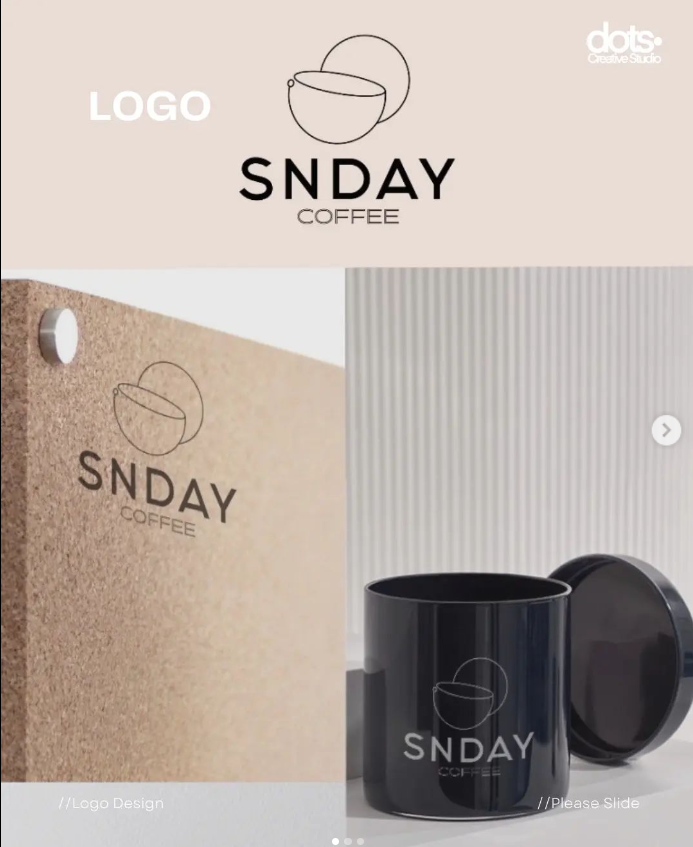 dots.
Creative Studio
LOGO
SNDAY
COFFEE
SNDAY
COFFEE
SNDAY
COFFEE
//Logo Design
//Please Slide